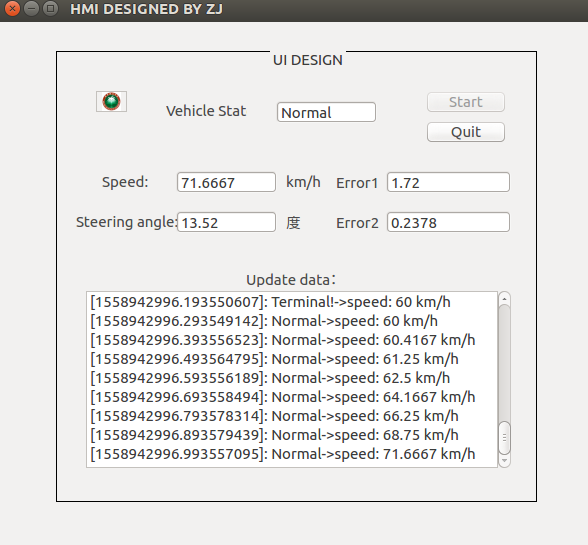 HMI DESIGNED BY ZJ
UI DESIGN
Vehicle Stat Normal
Start
Quit
Speed: 71.6667 km/h Error1 1.72
Steering angle: 13.52 度 Error2 0.2378
Update data：
[1558942996.193550607]: Terminal!->speed: 60 km/h
[1558942996.293549142]: Normal->speed: 60 km/h
[1558942996.393556523]: Normal->speed: 60.4167 km/h
[1558942996.493564795]: Normal->speed: 61.25 km/h
[1558942996.593556189]: Normal->speed: 62.5 km/h
[1558942996.693558494]: Normal->speed: 64.1667 km/h
[1558942996.793578314]: Normal->speed: 66.25 km/h
[1558942996.893579439]: Normal->speed: 68.75 km/h
[1558942996.993557095]: Normal->speed: 71.6667 km/h